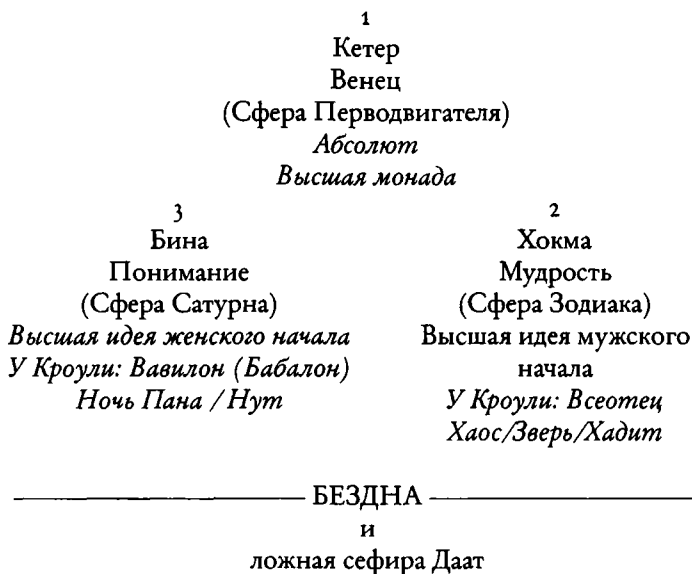 1
Кетер
Венец
(Сфера Перводвигателя)
Абсолют
Высшая монада
3
Бина
Понимание
(Сфера Сатурна)
Высшая идея женского начала
У Кроули: Вавилон (Бабалон)
Ночь Пана / Нут
2
Хокма
Мудрость
(Сфера Зодиака)
Высшая идея мужского
начала
У Кроули: Всеотец
Хаос/Зверь/Хадит
БЕЗДНА
и
ложная сефира Даат